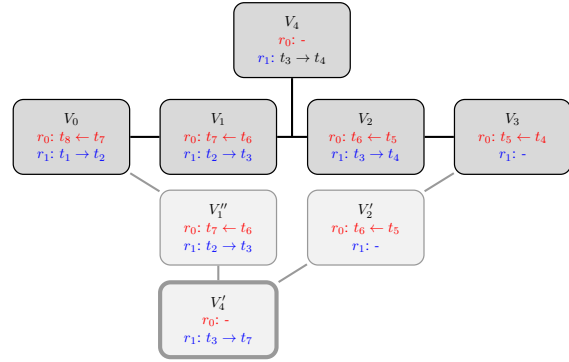 V₄
r₀: -
r₁: t₃ → t₄
V₀
r₀: t₈ ← t₇
r₁: t₁ → t₂
V₁
r₀: t₇ ← t₆
r₁: t₂ → t₃
V₂
r₀: t₆ ← t₅
r₁: t₃ → t₄
V₃
r₀: t₅ ← t₄
r₁: -
V₁′′
r₀: t₇ ← t₆
r₁: t₂ → t₃
V₂′
r₀: t₆ ← t₅
r₁: -
V₄′
r₀: -
r₁: t₃ → t₇